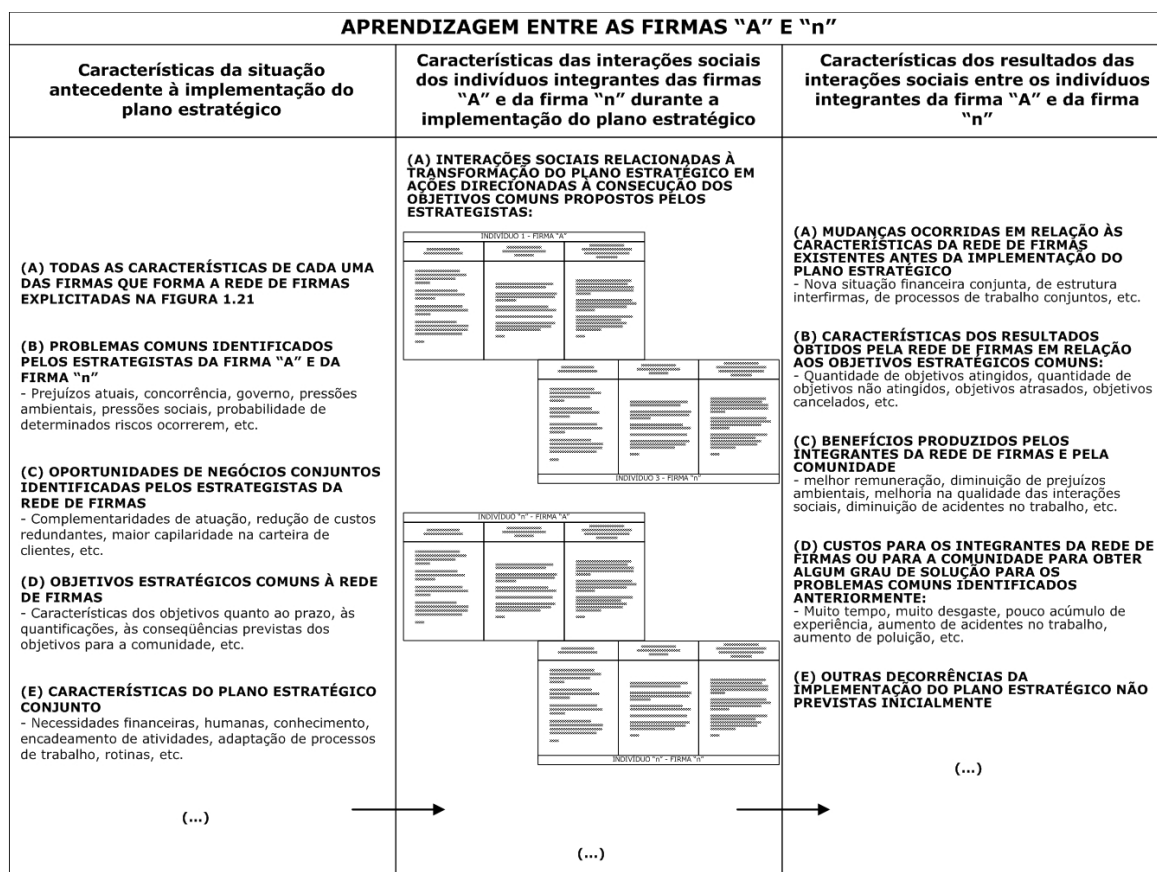 APRENDIZAGEM ENTRE AS FIRMAS “A” E “n”
Características da situação
antecedente à implementação do
plano estratégico
Características das interações sociais
dos indivíduos integrantes das firmas
“A” e da firma “n” durante a
implementação do plano estratégico
Características dos resultados das
interações sociais entre os indivíduos
integrantes da firma “A” e da firma
“n”
(A) TODAS AS CARACTERÍSTICAS DE CADA UMA
DAS FIRMAS QUE FORMA A REDE DE FIRMAS
EXPLICITADAS NA FIGURA 1.21
(B) PROBLEMAS COMUNS IDENTIFICADOS
PELOS ESTRATEGISTAS DA FIRMA “A” E DA
FIRMA “n”
- Prejuízos atuais, concorrência, governo, pressões
ambientais, pressões sociais, probabilidade de
determinados riscos ocorrerem, etc.
(C) OPORTUNIDADES DE NEGÓCIOS CONJUNTOS
IDENTIFICADAS PELOS ESTRATEGISTAS DA
REDE DE FIRMAS
- Complementaridades de atuação, redução de custos
redundantes, maior capilaridade na carteira de
clientes, etc.
(D) OBJETIVOS ESTRATÉGICOS COMUNS À REDE
DE FIRMAS
- Características dos objetivos quanto ao prazo, às
quantificações, às conseqüências previstas dos
objetivos para a comunidade, etc.
(E) CARACTERÍSTICAS DO PLANO ESTRATÉGICO
CONJUNTO
- Necessidades financeiras, humanas, conhecimento,
encadeamento de atividades, adaptação de processos
de trabalho, rotinas, etc.
(...)
(A) INTERAÇÕES SOCIAIS RELACIONADAS À
TRANSFORMAÇÃO DO PLANO ESTRATÉGICO EM
AÇÕES DIRECIONADAS À CONSECUÇÃO DOS
OBJETIVOS COMUNS PROPOSTOS PELOS
ESTRATEGISTAS:
INDIVÍDUO 1 - FIRMA “A”
INDIVÍDUO 3 - FIRMA “n”
INDIVÍDUO “n” - FIRMA “A”
INDIVÍDUO “n” - FIRMA “n”
(...)
(A) MUDANÇAS OCORRIDAS EM RELAÇÃO ÀS
CARACTERÍSTICAS DA REDE DE FIRMAS
EXISTENTES ANTES DA IMPLEMENTAÇÃO DO
PLANO ESTRATÉGICO
- Nova situação financeira conjunta, de estrutura
interfirmas, de processos de trabalho conjuntos, etc.
(B) CARACTERÍSTICAS DOS RESULTADOS
OBTIDOS PELA REDE DE FIRMAS EM RELAÇÃO
AOS OBJETIVOS ESTRATÉGICOS COMUNS:
- Quantidade de objetivos atingidos, quantidade de
objetivos não atingidos, objetivos atrasados, objetivos
cancelados, etc.
(C) BENEFÍCIOS PRODUZIDOS PELOS
INTEGRANTES DA REDE DE FIRMAS E PELA
COMUNIDADE
- melhor remuneração, diminuição de prejuízos
ambientais, melhoria na qualidade das interações
sociais, diminuição de acidentes no trabalho, etc.
(D) CUSTOS PARA OS INTEGRANTES DA REDE DE
FIRMAS OU PARA A COMUNIDADE PARA OBTER
ALGUM GRAU DE SOLUÇÃO PARA OS
PROBLEMAS COMUNS IDENTIFICADOS
ANTERIORMENTE:
- Muito tempo, muito desgaste, pouco acúmulo de
experiência, aumento de acidentes no trabalho,
aumento de poluição, etc.
(E) OUTRAS DECORRÊNCIAS DA
IMPLEMENTAÇÃO DO PLANO ESTRATÉGICO NÃO
PREVISTAS INICIALMENTE
(...)